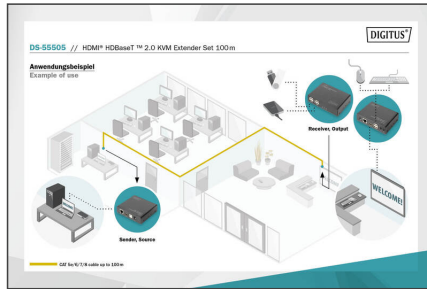 DIGITUS®
DS-55505 // HDMI® HDBaseT ™ 2.0 KVM Extender Set 100 m
Anwendungsbeispiel
Example of use
Receiver, Output
WELCOME!
Sender, Source
CAT 5e/6/7/8 cable up to 100 m